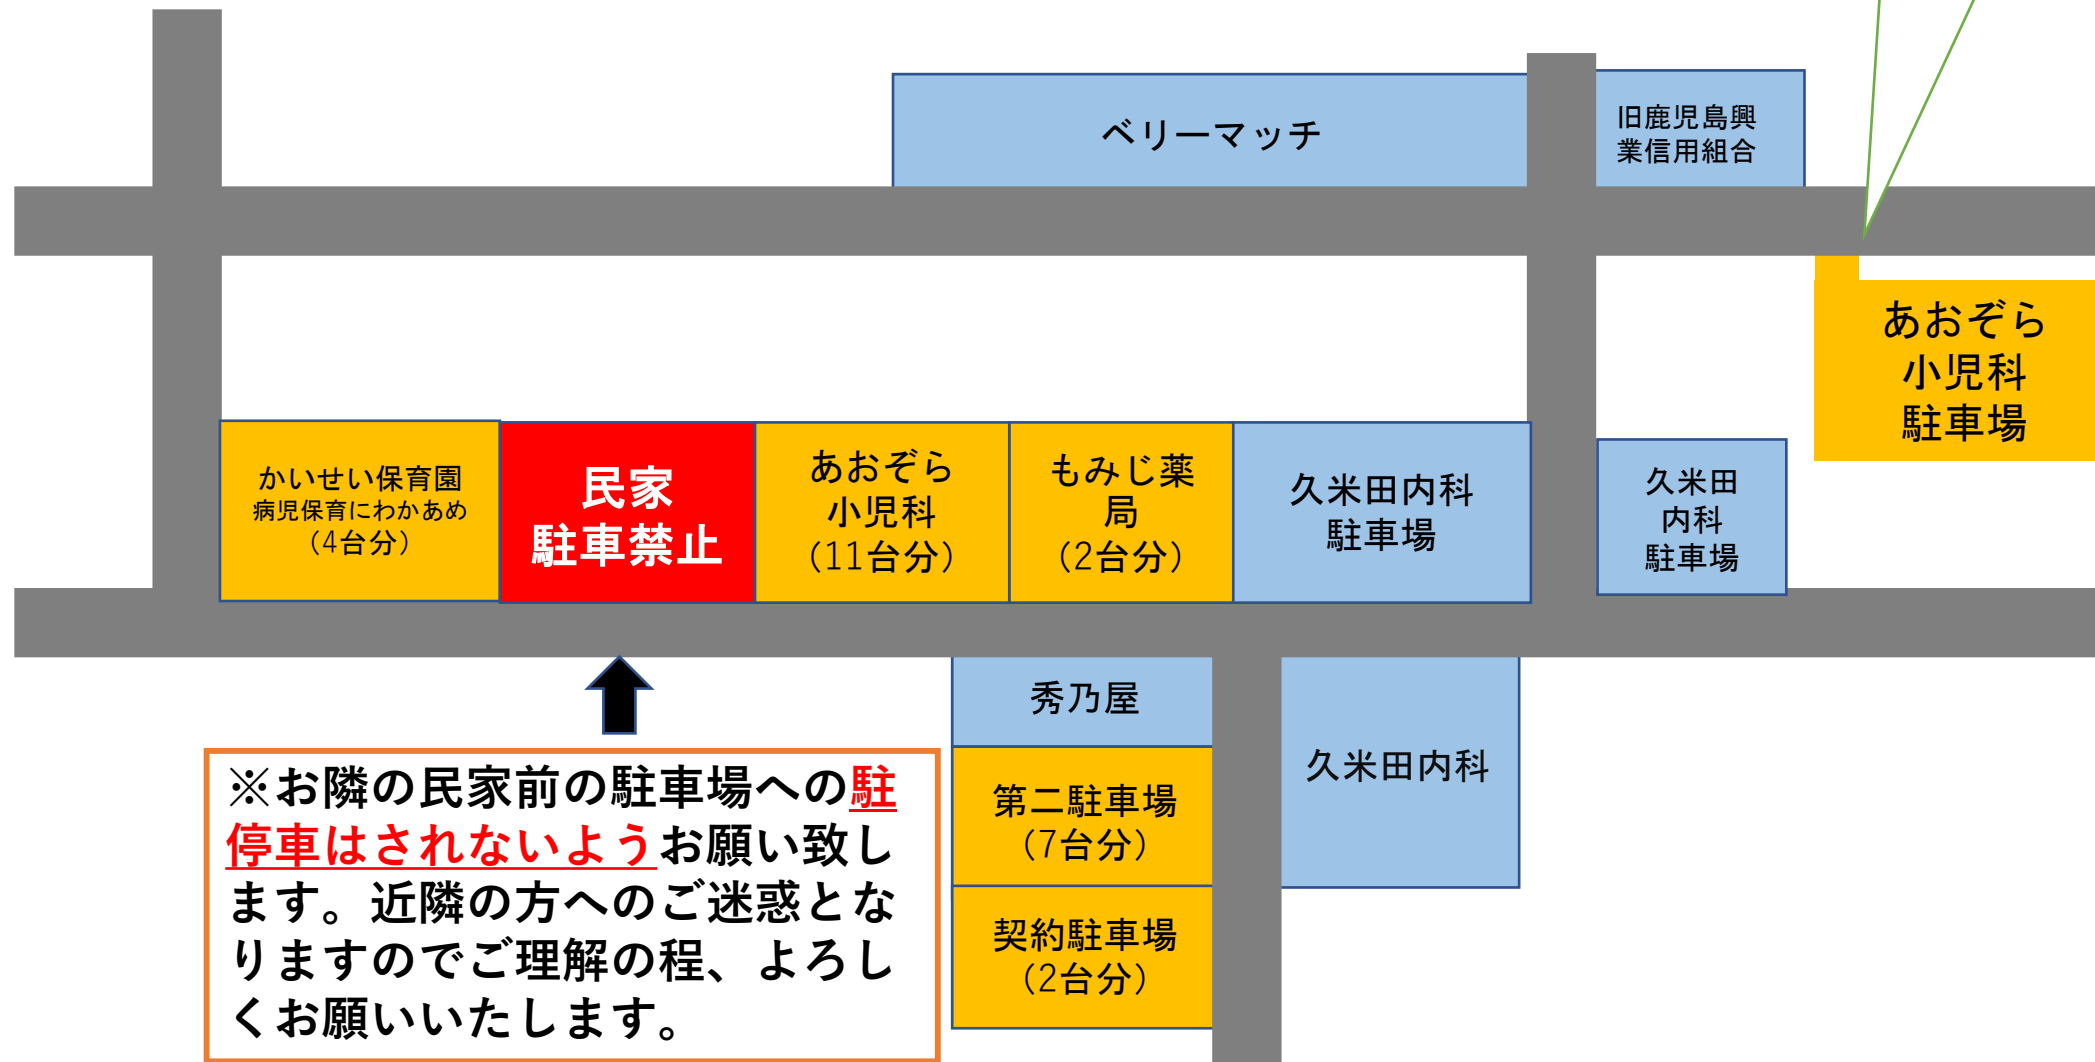 ベリーマッチ
旧鹿児島興
業信用組合
あおぞら
小児科
駐車場
かいせい保育園
病児保育にわかあめ
（4台分）
民家
駐車禁止
あおぞら
小児科
（11台分）
もみじ薬
局
（2台分）
久米田内科
駐車場
久米田
内科
駐車場
秀乃屋
第二駐車場
（7台分）
契約駐車場
（2台分）
久米田内科
※お隣の民家前の駐車場への駐
停車はされないようお願い致し
ます。近隣の方へのご迷惑とな
りますのでご理解の程、よろし
くお願いいたします。